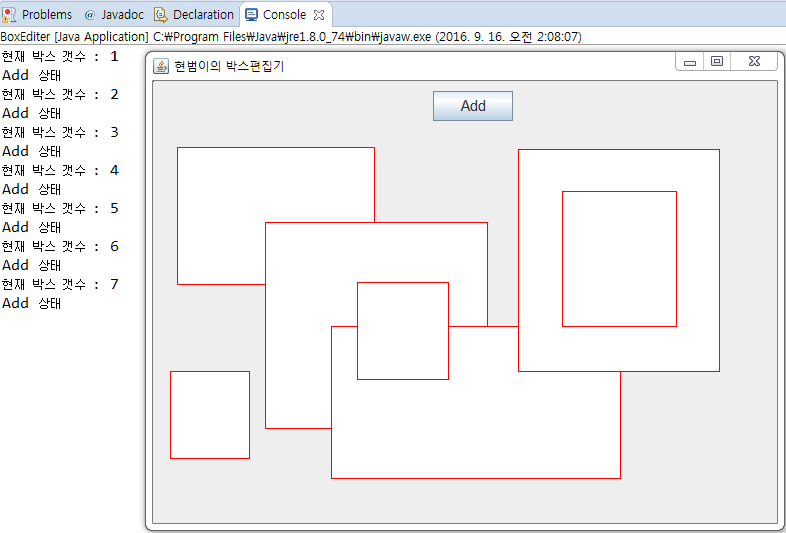 Problems @ Javadoc Declaration Console
BoxEditer [Java Application] C:₩Program Files₩Java₩jre1.8.0_74₩bin₩javaw.exe (2016. 9. 16. 오전 2:08:07)
현재 박스 갯수 : 1
Add 상태
현재 박스 갯수 : 2
Add 상태
현재 박스 갯수 : 3
Add 상태
현재 박스 갯수 : 4
Add 상태
현재 박스 갯수 : 5
Add 상태
현재 박스 갯수 : 6
Add 상태
현재 박스 갯수 : 7
Add 상태
현범이의 박스편집기
Add